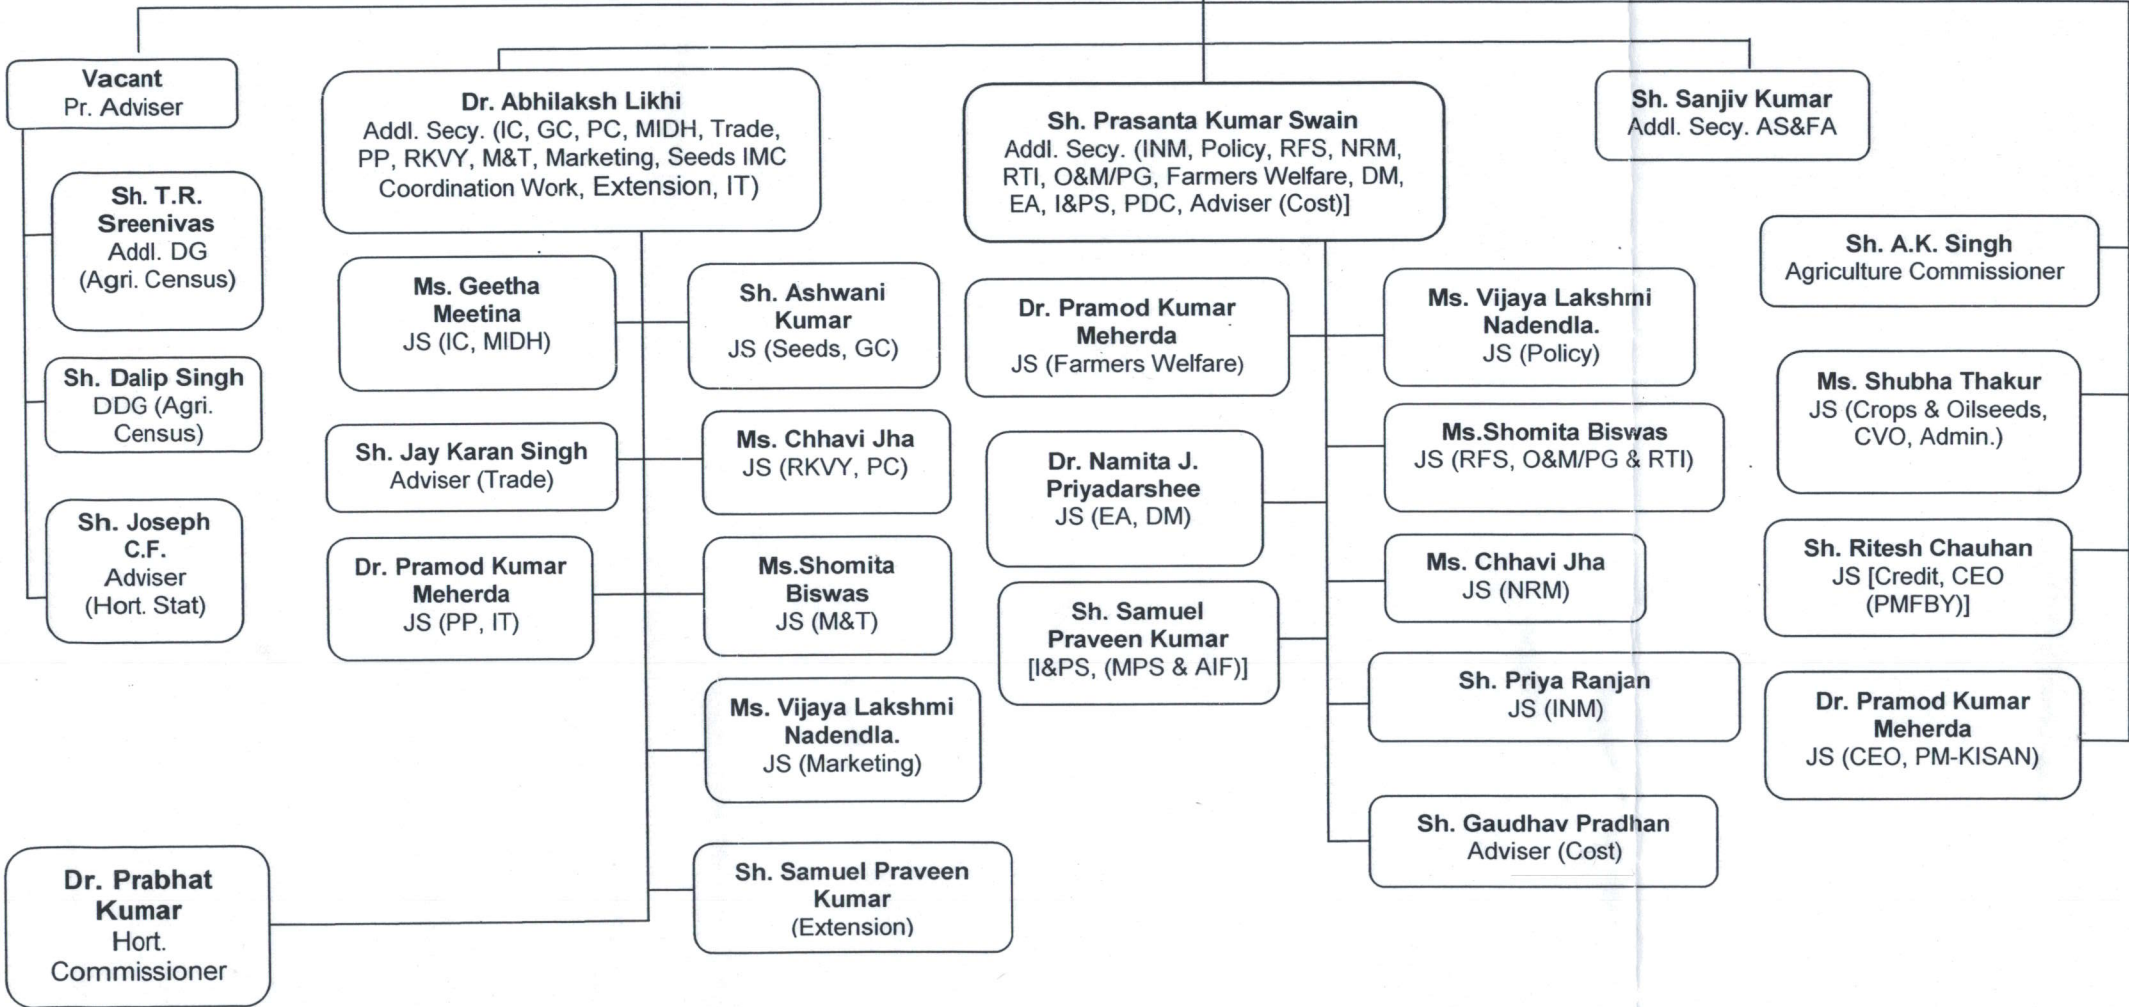 Vacant
Pr. Adviser
Sh. T.R.
Sreenivas
Addl. DG
(Agri. Census)
Sh. Dalip Singh
DDG (Agri.
Census)
Sh. Joseph
C.F.
Adviser
(Hort. Stat)
Dr. Abhilaksh Likhi
Addl. Secy. (IC, GC, PC, MIDH, Trade,
PP, RKVY, M&T, Marketing, Seeds IMC
Coordination Work, Extension, IT)
Ms. Geetha
Meetina
JS (IC, MIDH)
Sh. Ashwani
Kumar
JS (Seeds, GC)
Sh. Jay Karan Singh
Adviser (Trade)
Ms. Chhavi Jha
JS (RKVY, PC)
Dr. Pramod Kumar
Meherda
JS (PP, IT)
Ms.Shomita
Biswas
JS (M&T)
Ms. Vijaya Lakshmi
Nadendla.
JS (Marketing)
Sh. Samuel Praveen
Kumar
(Extension)
Dr. Prabhat
Kumar
Hort.
Commissioner
Sh. Prasanta Kumar Swain
Addl. Secy. (INM, Policy, RFS, NRM,
RTI, O&M/PG, Farmers Welfare, DM,
EA, I&PS, PDC, Adviser (Cost)]
Dr. Pramod Kumar
Meherda
JS (Farmers Welfare)
Ms. Vijaya Lakshmi
Nadendla.
JS (Policy)
Dr. Namita J.
Priyadarshee
JS (EA, DM)
Ms.Shomita Biswas
JS (RFS, O&M/PG & RTI)
Ms. Chhavi Jha
JS (NRM)
Sh. Samuel
Praveen Kumar
[I&PS, (MPS & AIF)]
Sh. Priya Ranjan
JS (INM)
Sh. Gaudhav Pradhan
Adviser (Cost)
Sh. Sanjiv Kumar
Addl. Secy. AS&FA
Sh. A.K. Singh
Agriculture Commissioner
Ms. Shubha Thakur
JS (Crops & Oilseeds,
CVO, Admin.)
Sh. Ritesh Chauhan
JS [Credit, CEO
(PMFBY)]
Dr. Pramod Kumar
Meherda
JS (CEO, PM-KISAN)